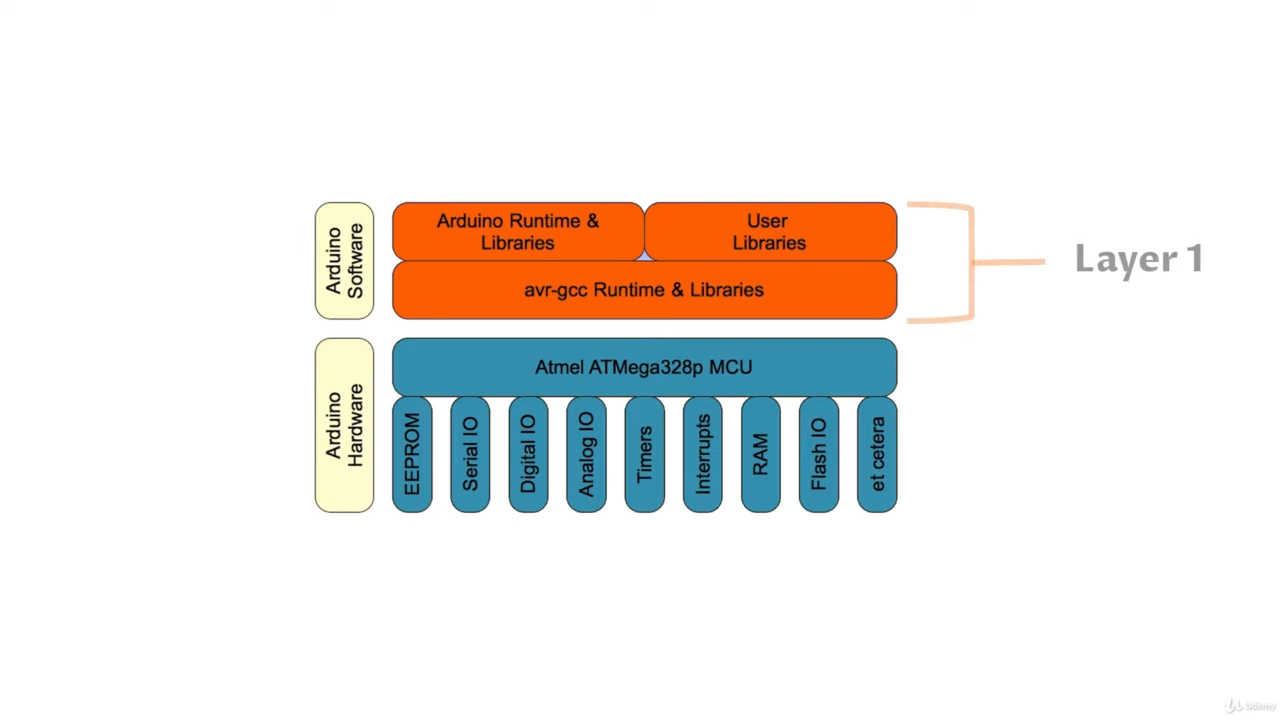 Arduino
Software
Arduino Runtime &
Libraries
User
Libraries
avr-gcc Runtime & Libraries
Layer 1
Arduino
Hardware
Atmel ATMega328p MCU
EEPROM
Serial IO
Digital IO
Analog IO
Timers
Interrupts
RAM
Flash IO
et cetera
Udemy